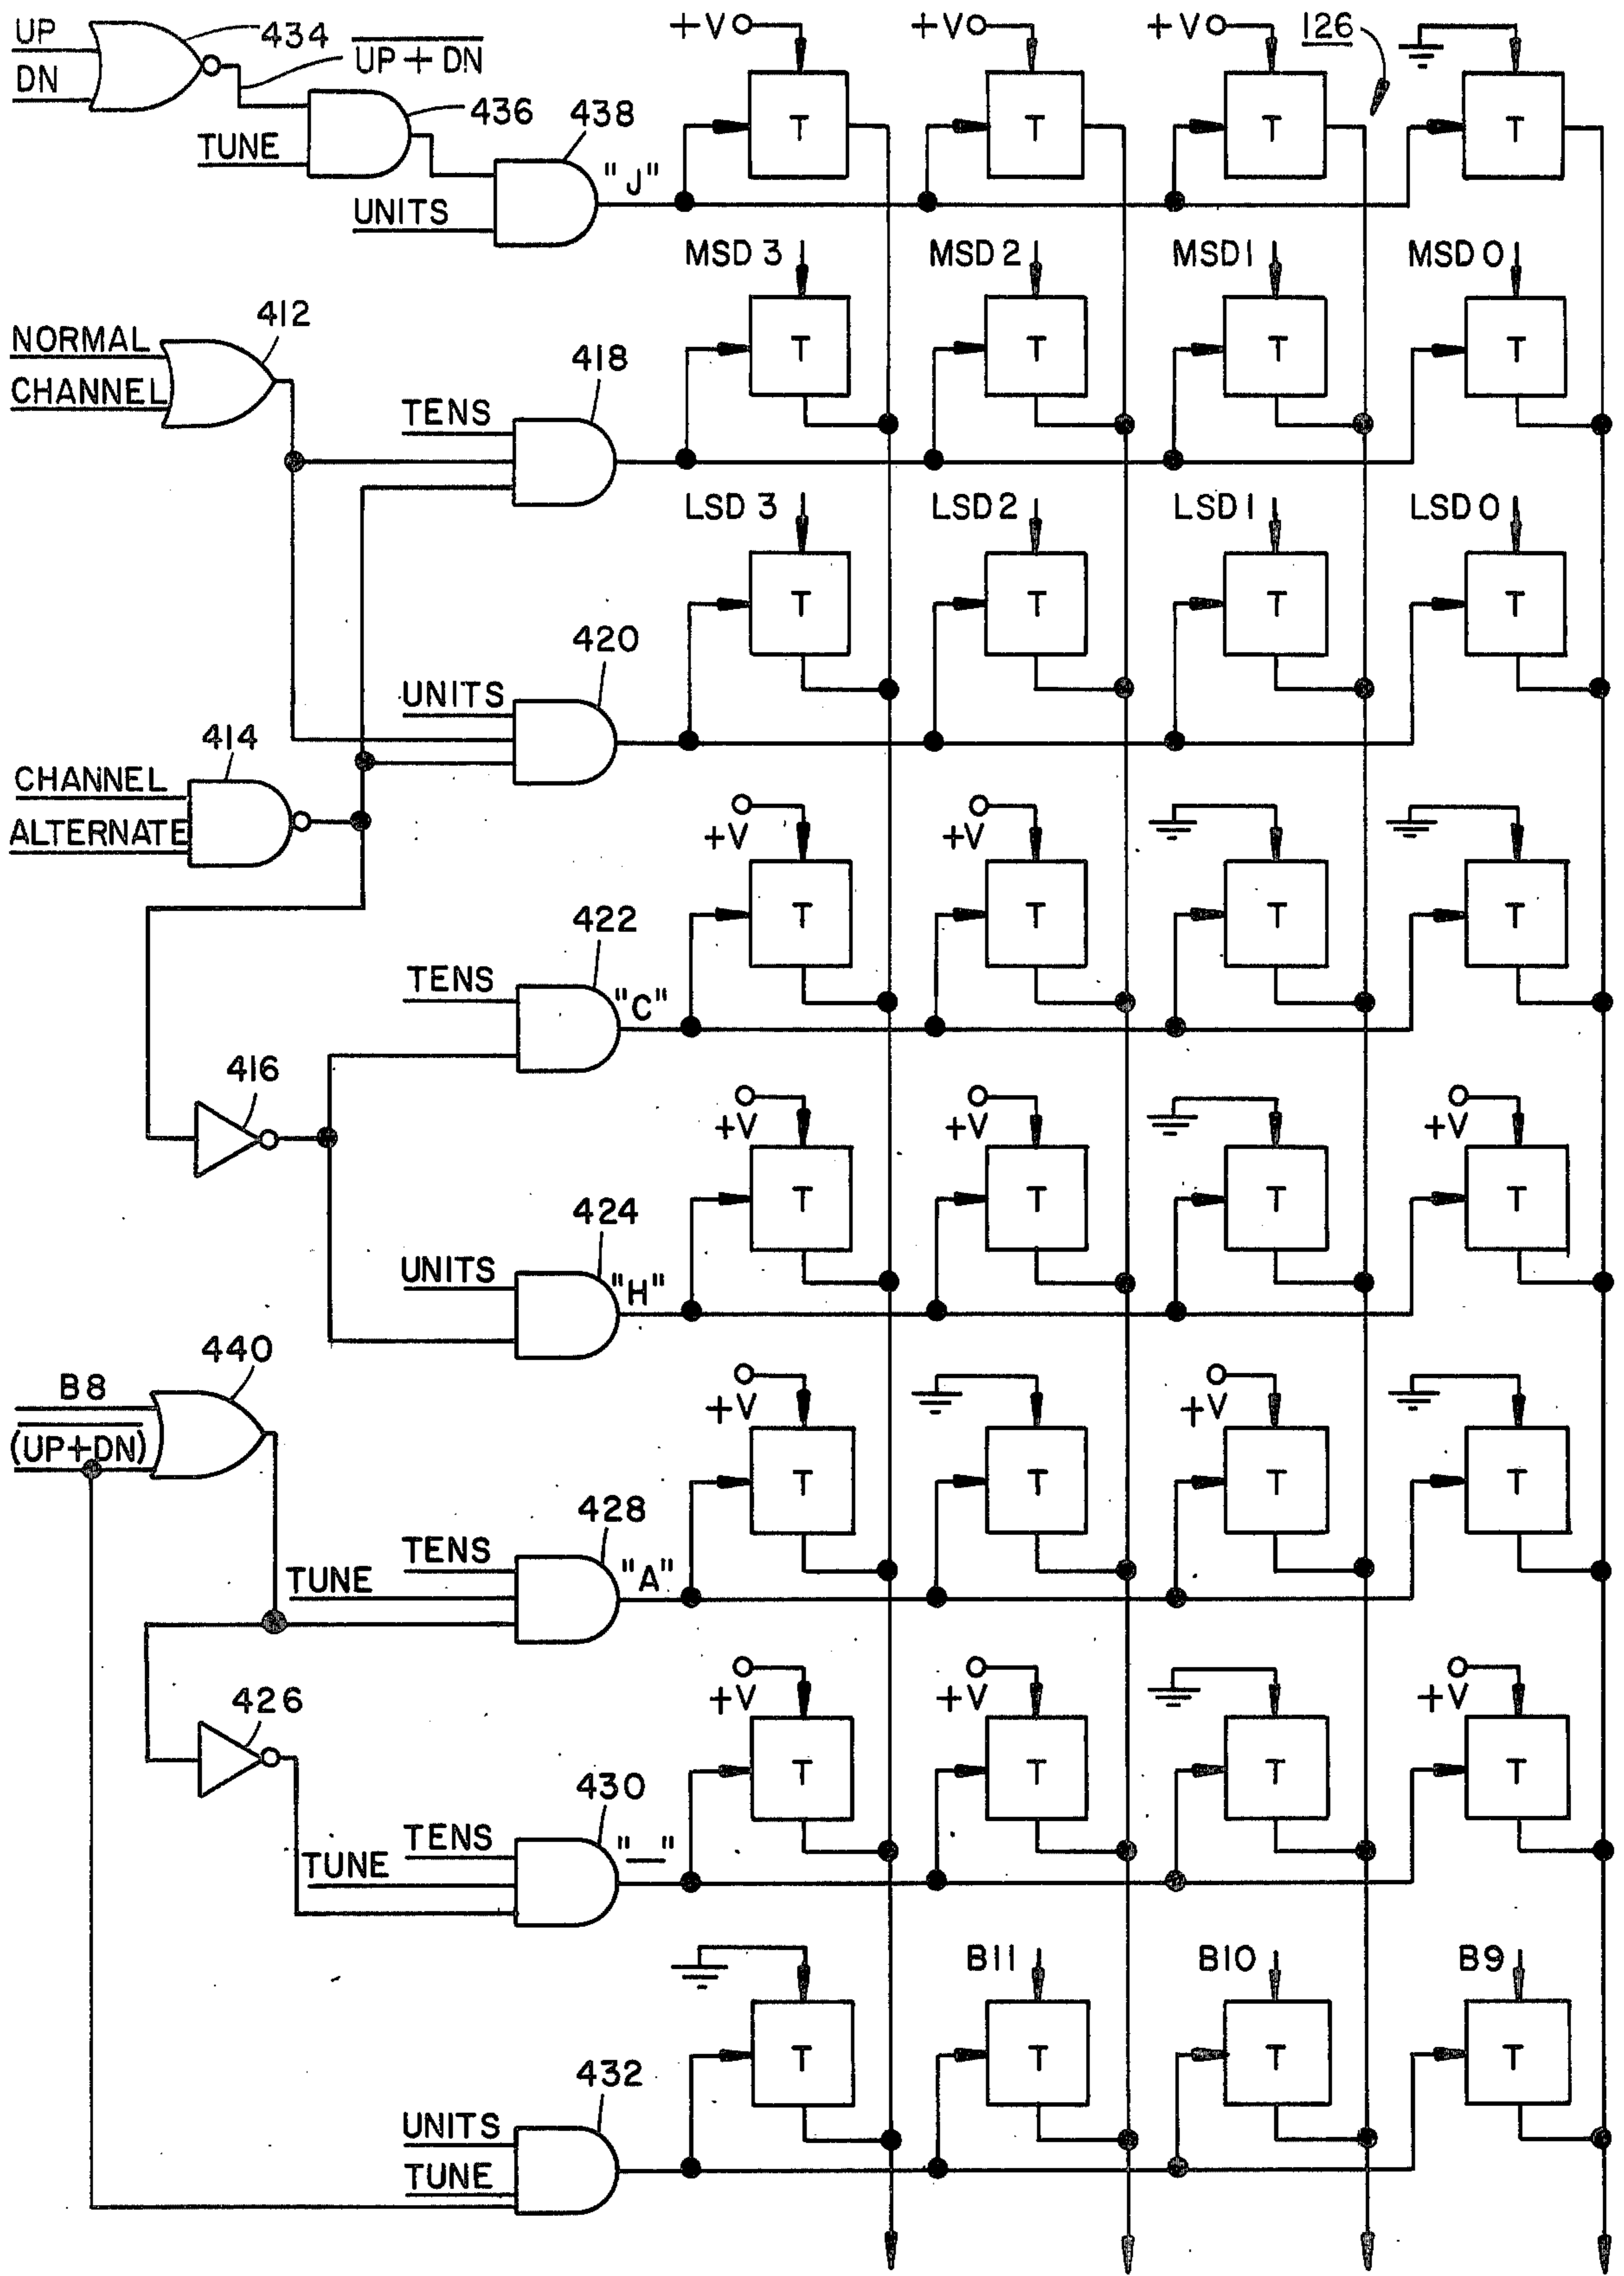 UP
DN
434
UP + DN
TUNE
436
438
UNITS
"J"
+V
+V
+V
126
T
T
T
T
MSD 3
MSD 2
MSD 1
MSD 0
NORMAL
CHANNEL
412
TENS
418
T
T
T
T
LSD 3
LSD 2
LSD 1
LSD 0
UNITS
420
T
T
T
T
CHANNEL
ALTERNATE
414
+V
+V
TENS
422
"C"
T
T
T
T
416
+V
+V
+V
UNITS
424
"H"
T
T
T
T
B8
(UP+DN)
440
+V
+V
TENS
TUNE
428
"A"
T
T
T
T
426
+V
+V
+V
TENS
TUNE
430
"—"
T
T
T
T
B11
B10
B9
UNITS
TUNE
432
T
T
T
T